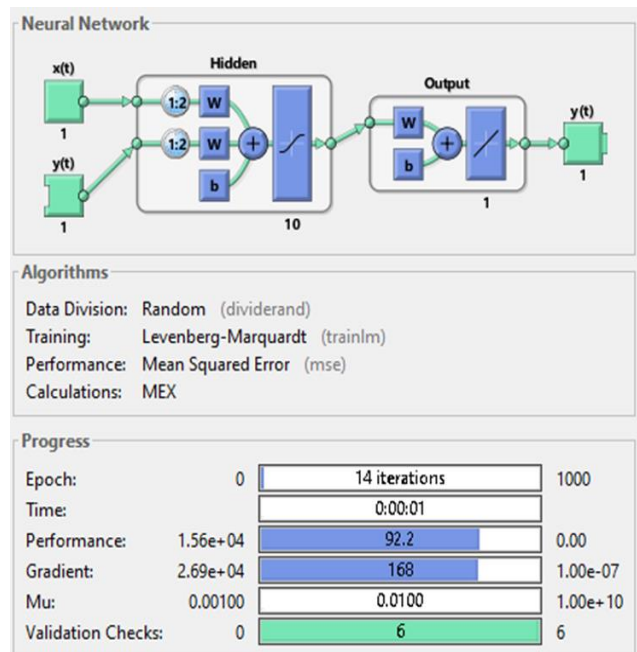 Neural Network
Hidden
x(t)
1:2
W
1
Output
y(t)
1:2
W
+
W
+
y(t)
b
b
1
10
1
1
Algorithms
Data Division: Random (dividerand)
Training: Levenberg-Marquardt (trainlm)
Performance: Mean Squared Error (mse)
Calculations: MEX
Progress
Epoch: 0 14 iterations 1000
Time: 0:00:01
Performance: 1.56e+04 92.2 0.00
Gradient: 2.69e+04 168 1.00e-07
Mu: 0.00100 0.0100 1.00e+10
Validation Checks: 0 6 6